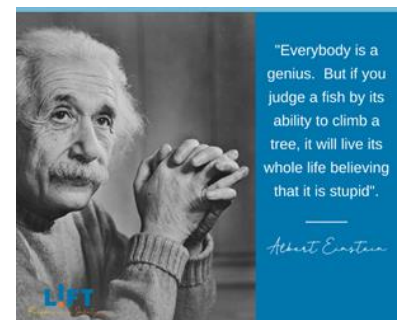 "Everybody is a
genius. But if you
judge a fish by its
ability to climb a
tree, it will live its
whole life believing
that it is stupid".
Albert Einstein
LIFT